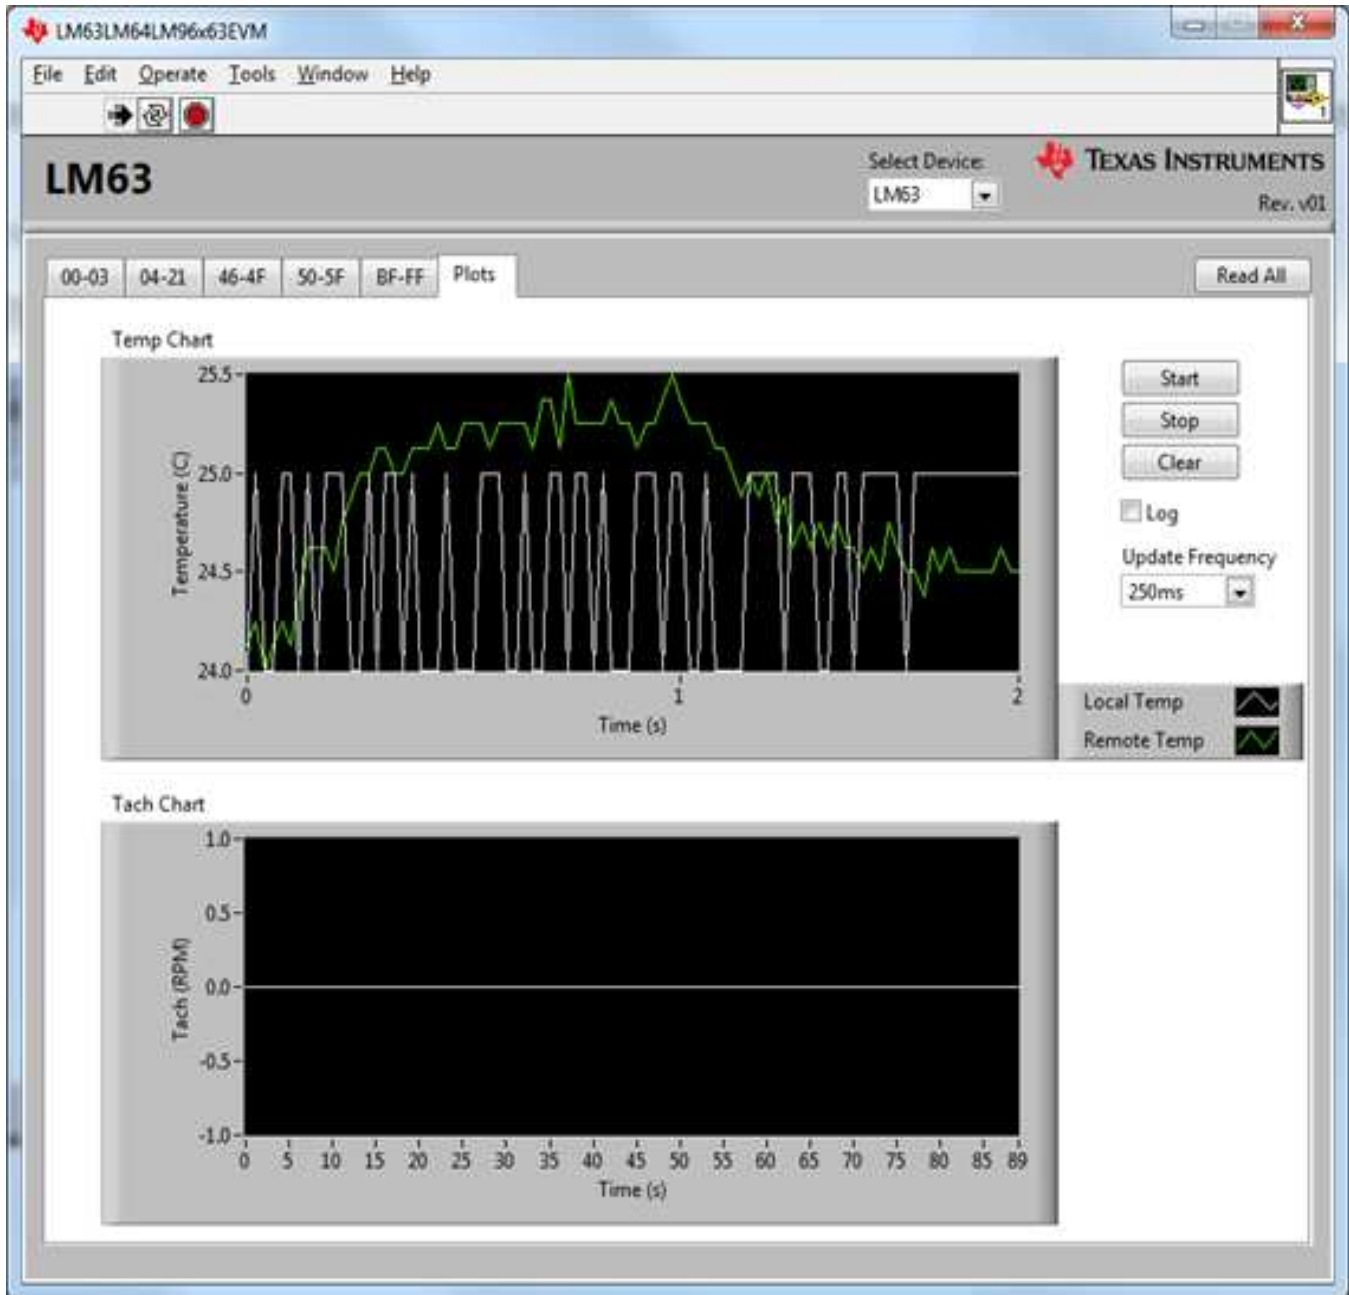 LM63LM64LM96x63EVM
File Edit Operate Tools Window Help
1
LM63
Select Device:
LM63
TEXAS INSTRUMENTS
Rev. v01
00-03 04-21 46-4F 50-5F BF-FF Plots
Read All
Temp Chart
25.5
25.0
24.5
24.0
Temperature (C)
0 1 2
Time (s)
Start
Stop
Clear
Log
Update Frequency
250ms
Local Temp
Remote Temp
Tach Chart
1.0
0.5
0.0
-0.5
-1.0
Tach (RPM)
0 5 10 15 20 25 30 35 40 45 50 55 60 65 70 75 80 85 89
Time (s)